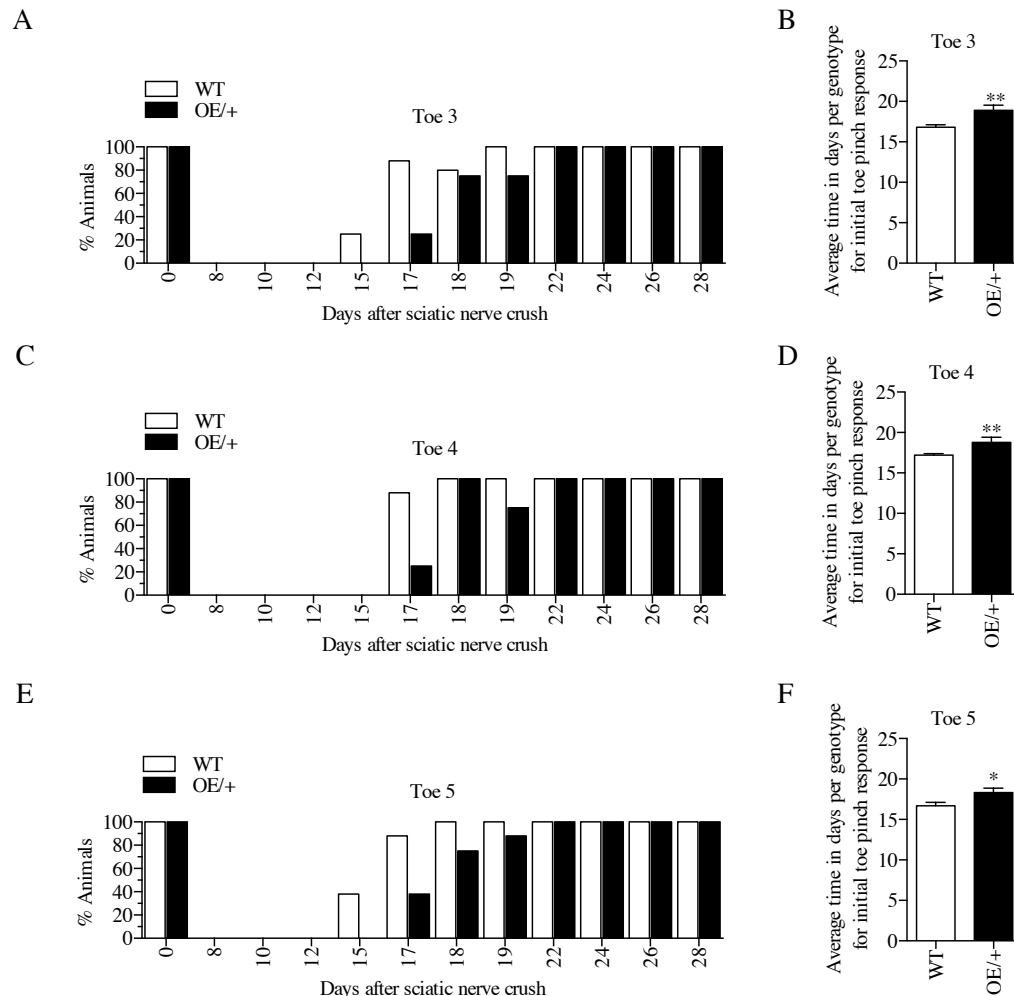 A
WT
OE/+
Toe 3
% Animals
100
80
60
40
20
0
0 8 10 12 15 17 18 19 22 24 26 28
Days after sciatic nerve crush
B
Toe 3
Average time in days per genotype
for initial toe pinch response
25
20
15
10
5
0
**
WT OE/+
C
WT
OE/+
Toe 4
% Animals
100
80
60
40
20
0
0 8 10 12 15 17 18 19 22 24 26 28
Days after sciatic nerve crush
D
Toe 4
Average time in days per genotype
for initial toe pinch response
25
20
15
10
5
0
**
WT OE/+
E
WT
OE/+
Toe 5
% Animals
100
80
60
40
20
0
0 8 10 12 15 17 18 19 22 24 26 28
Days after sciatic nerve crush
F
Toe 5
Average time in days per genotype
for initial toe pinch response
25
20
15
10
5
0
*
WT OE/+